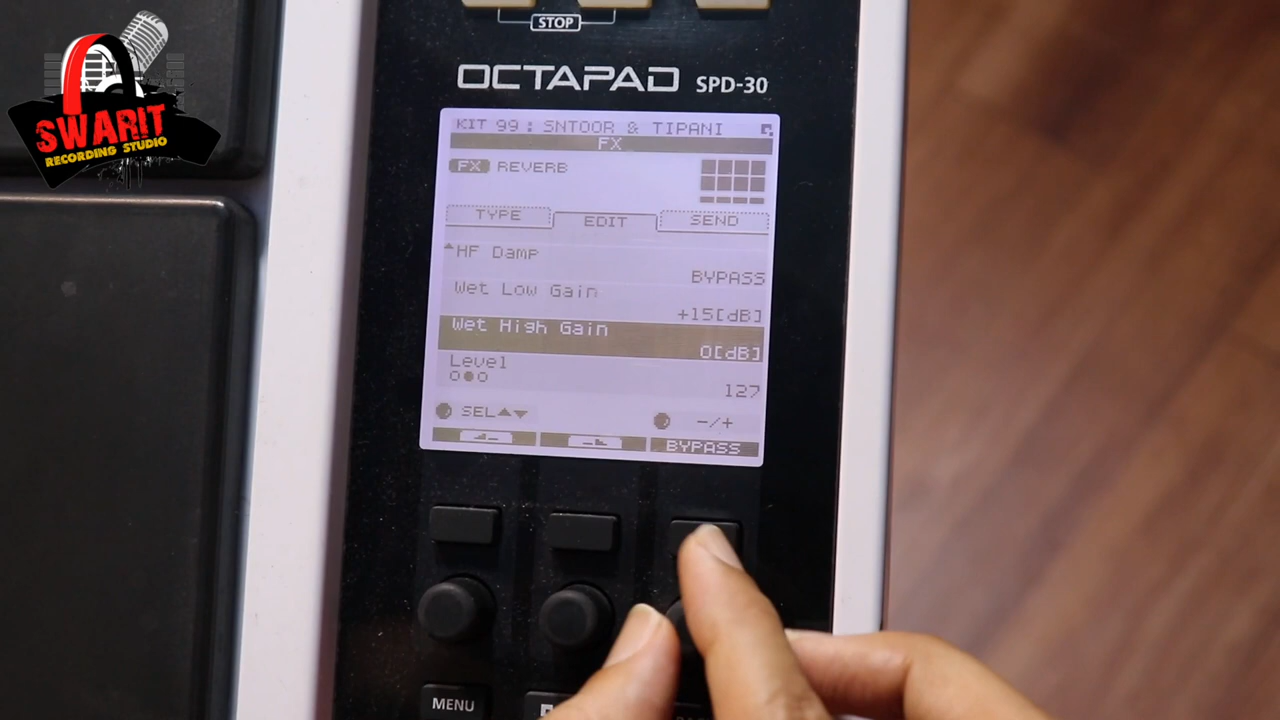 STOP
OCTAPAD SPD-30
SWARIT
RECORDING STUDIO
KIT 99: SNTOOR & TIPANI
FX
FX REVERB
TYPE EDIT SEND
HF Damp
BYPASS
Wet Low Gain
+15[dB]
Wet High Gain
0[dB]
Level
127
SEL -/+
BYPASS
MENU